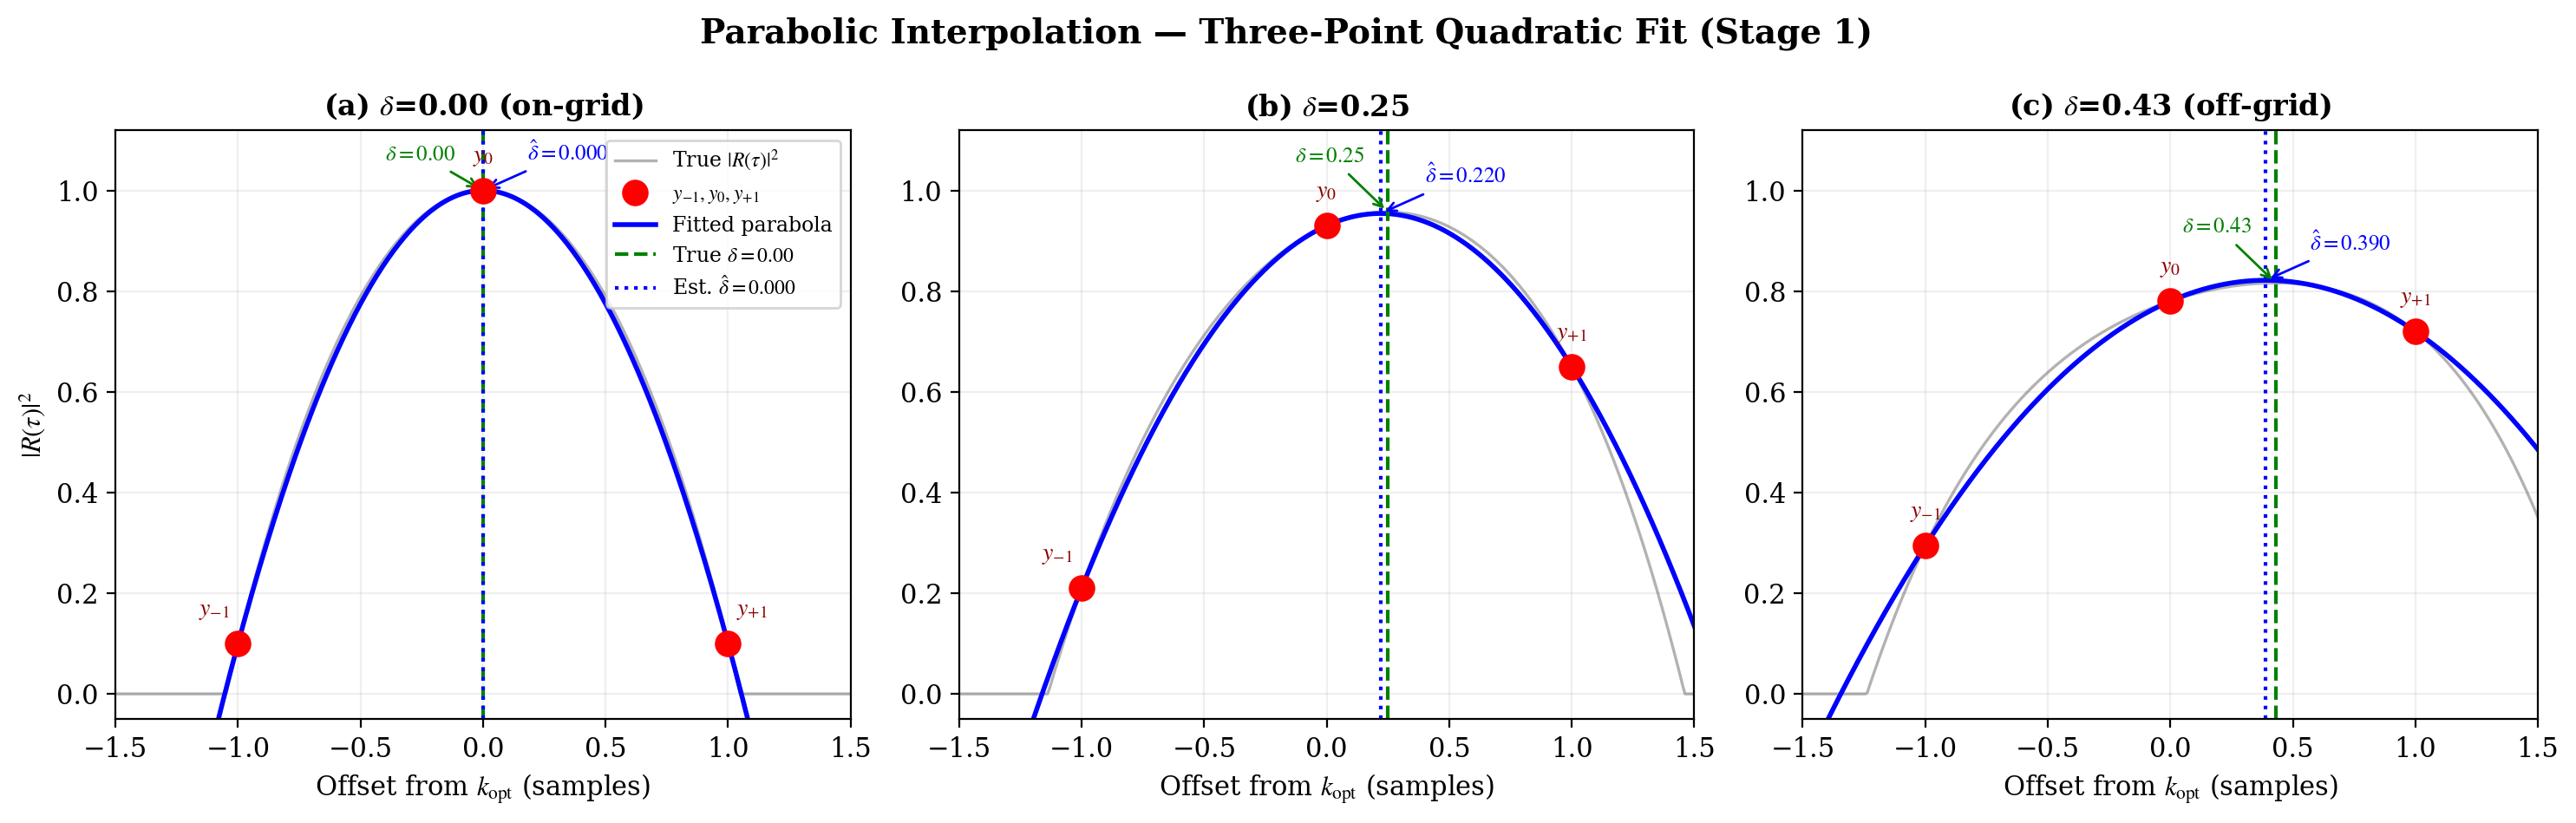 Parabolic Interpolation — Three-Point Quadratic Fit (Stage 1)
(a) δ=0.00 (on-grid)
δ=0.00
y₀
δ̂=0.000
True |R(τ)|²
y₋₁, y₀, y₊₁
Fitted parabola
True δ=0.00
Est. δ̂=0.000
y₋₁
y₊₁
|R(τ)|²
1.0
0.8
0.6
0.4
0.2
0.0
−1.5 −1.0 −0.5 0.0 0.5 1.0 1.5
Offset from k_opt (samples)
(b) δ=0.25
δ=0.25
δ̂=0.220
y₀
y₊₁
y₋₁
1.0
0.8
0.6
0.4
0.2
0.0
−1.5 −1.0 −0.5 0.0 0.5 1.0 1.5
Offset from k_opt (samples)
(c) δ=0.43 (off-grid)
δ=0.43
δ̂=0.390
y₀
y₊₁
y₋₁
1.0
0.8
0.6
0.4
0.2
0.0
−1.5 −1.0 −0.5 0.0 0.5 1.0 1.5
Offset from k_opt (samples)